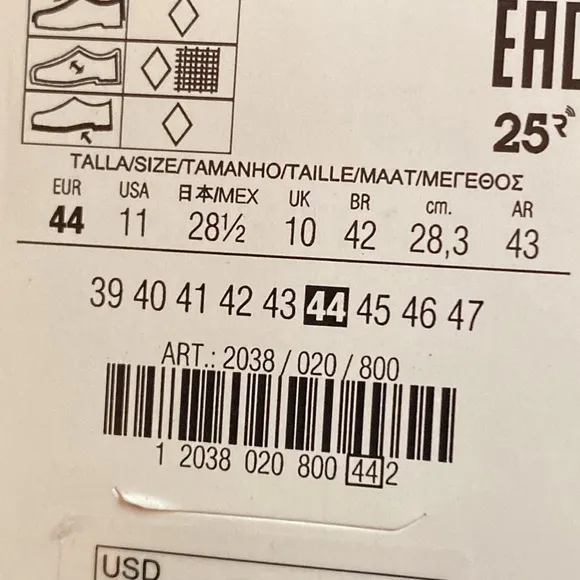 EAC
25R
TALLA/SIZE/TAMANHO/TAILLE/MAAT/ΜΕΓΕΘΟΣ
EUR USA 日本/MEX UK BR cm. AR
44 11 28½ 10 42 28,3 43
39 40 41 42 43 44 45 46 47
ART.: 2038 / 020 / 800
1 2038 020 800 44 2
USD